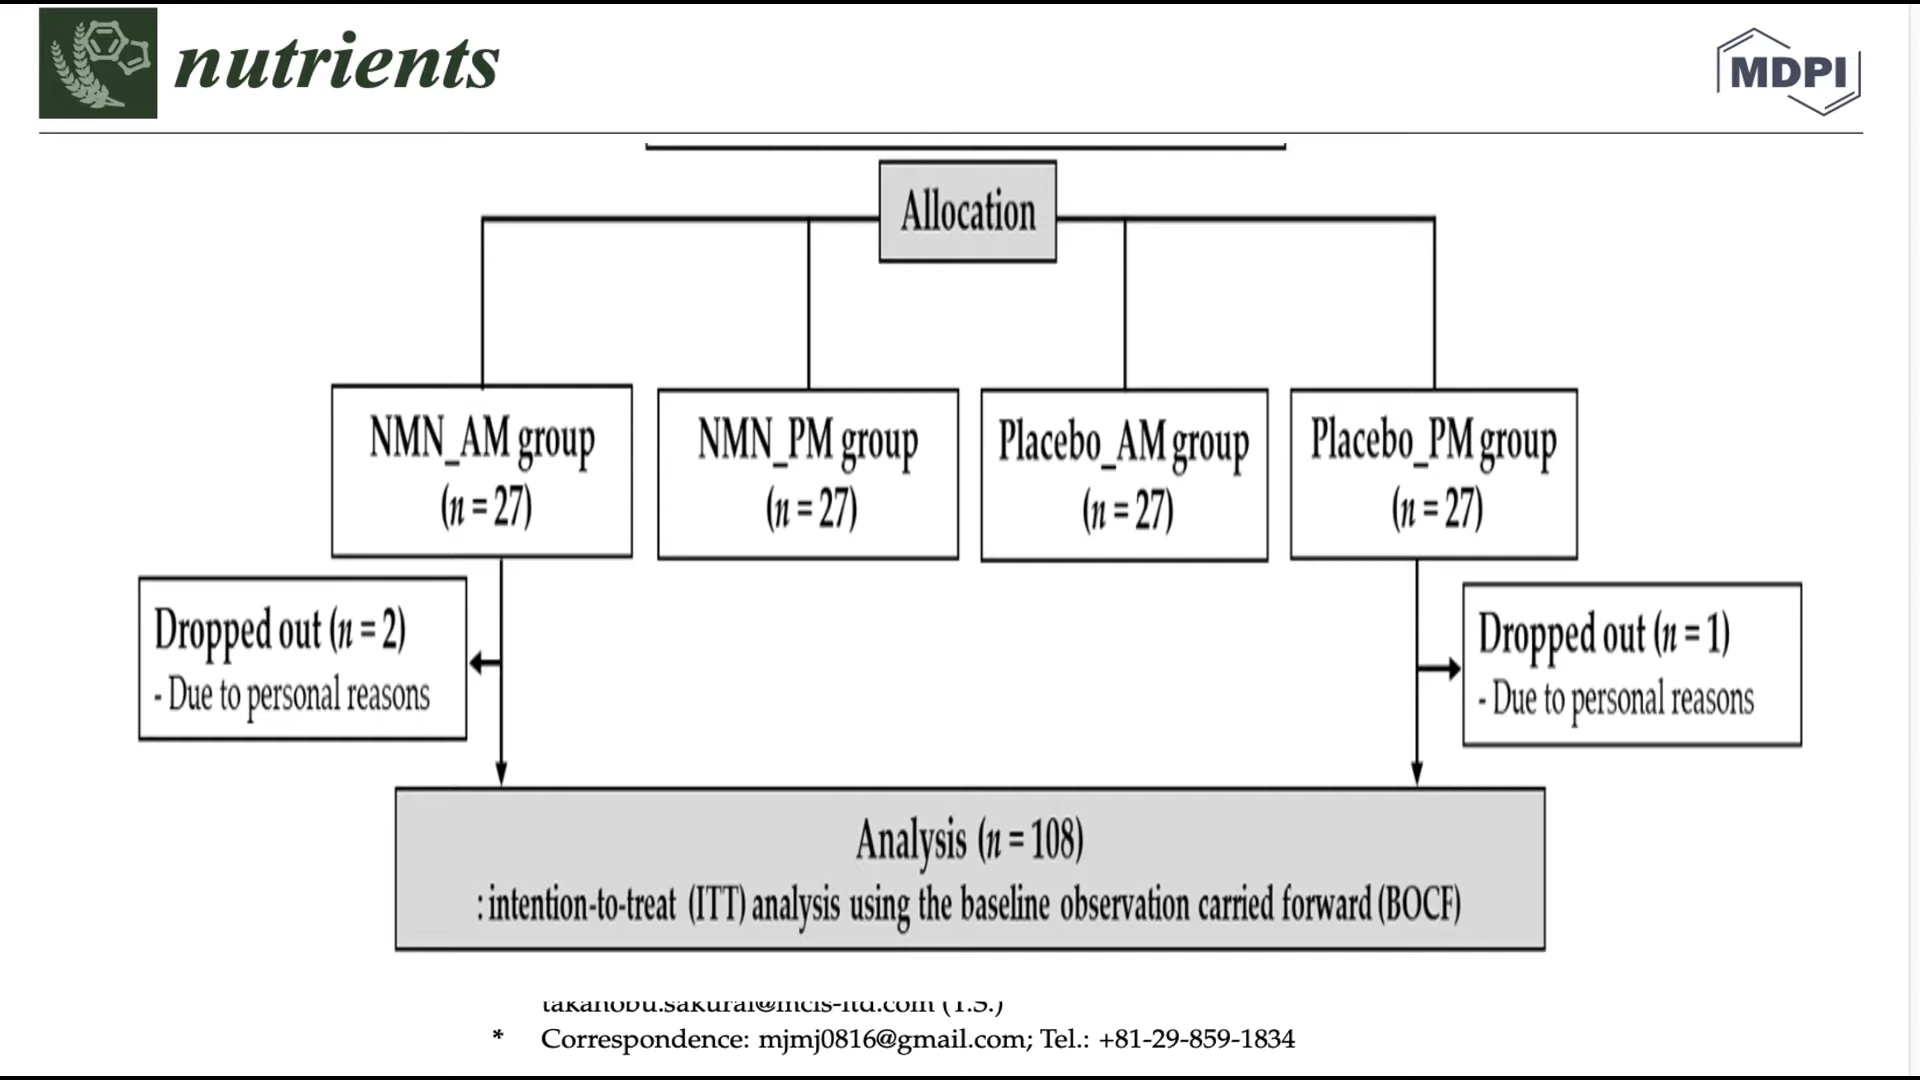 nutrients
MDPI
Allocation
NMN_AM group
(n = 27)
NMN_PM group
(n = 27)
Placebo_AM group
(n = 27)
Placebo_PM group
(n = 27)
Dropped out (n = 2)
- Due to personal reasons
Dropped out (n = 1)
- Due to personal reasons
Analysis (n = 108)
: intention-to-treat (ITT) analysis using the baseline observation carried forward (BOCF)
takanobu.sakurai@mcis-ltd.com (T.S.)
* Correspondence: mjmj0816@gmail.com; Tel.: +81-29-859-1834